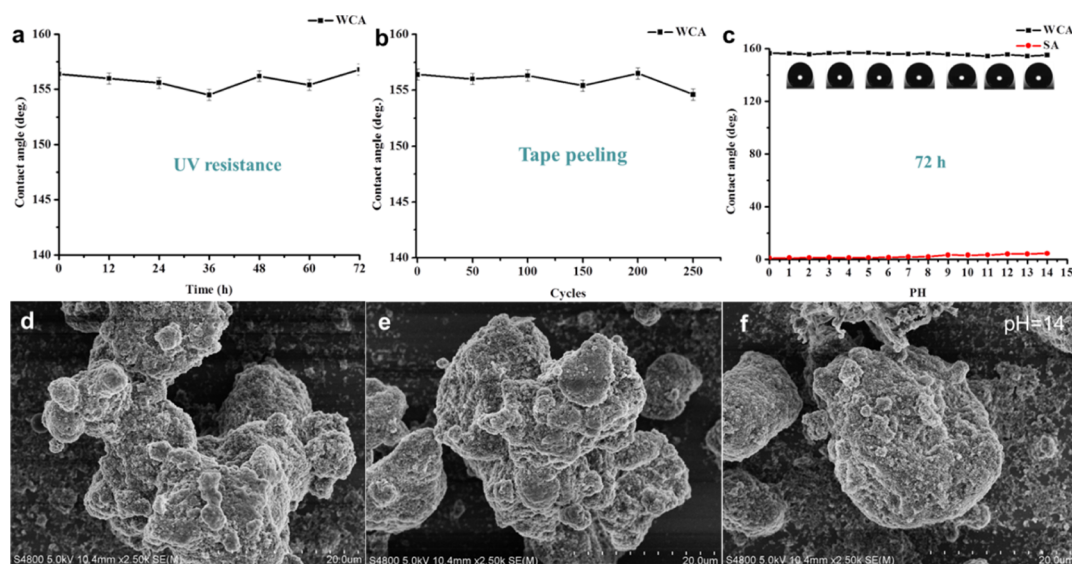 a
WCA
160
155
150
145
140
Contact angle (deg.)
UV resistance
0 12 24 36 48 60 72
Time (h)
b
WCA
160
155
150
145
140
Contact angle (deg.)
Tape peeling
0 50 100 150 200 250
Cycles
c
WCA
SA
160
120
80
40
0
Contact angle (deg.)
72 h
0 1 2 3 4 5 6 7 8 9 10 11 12 13 14 15
PH
d
S4800 5.0kV 10.4mm x2.50k SE(M)
20.0um
e
S4800 5.0kV 10.4mm x2.50k SE(M)
20.0um
f
pH=14
S4800 5.0kV 10.4mm x2.50k SE(M)
20.0um